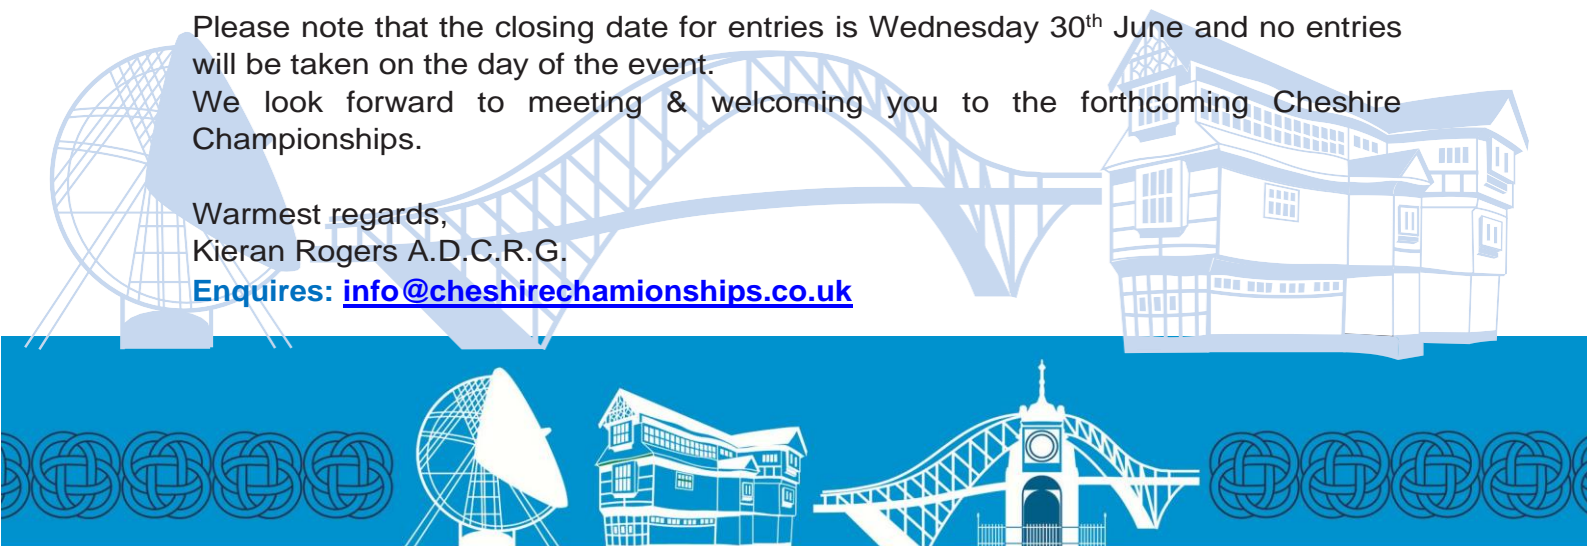 Please note that the closing date for entries is Wednesday 30th June and no entries
will be taken on the day of the event.
We look forward to meeting & welcoming you to the forthcoming Cheshire
Championships.
Warmest regards,
Kieran Rogers A.D.C.R.G.
Enquires: info@cheshirechamionships.co.uk